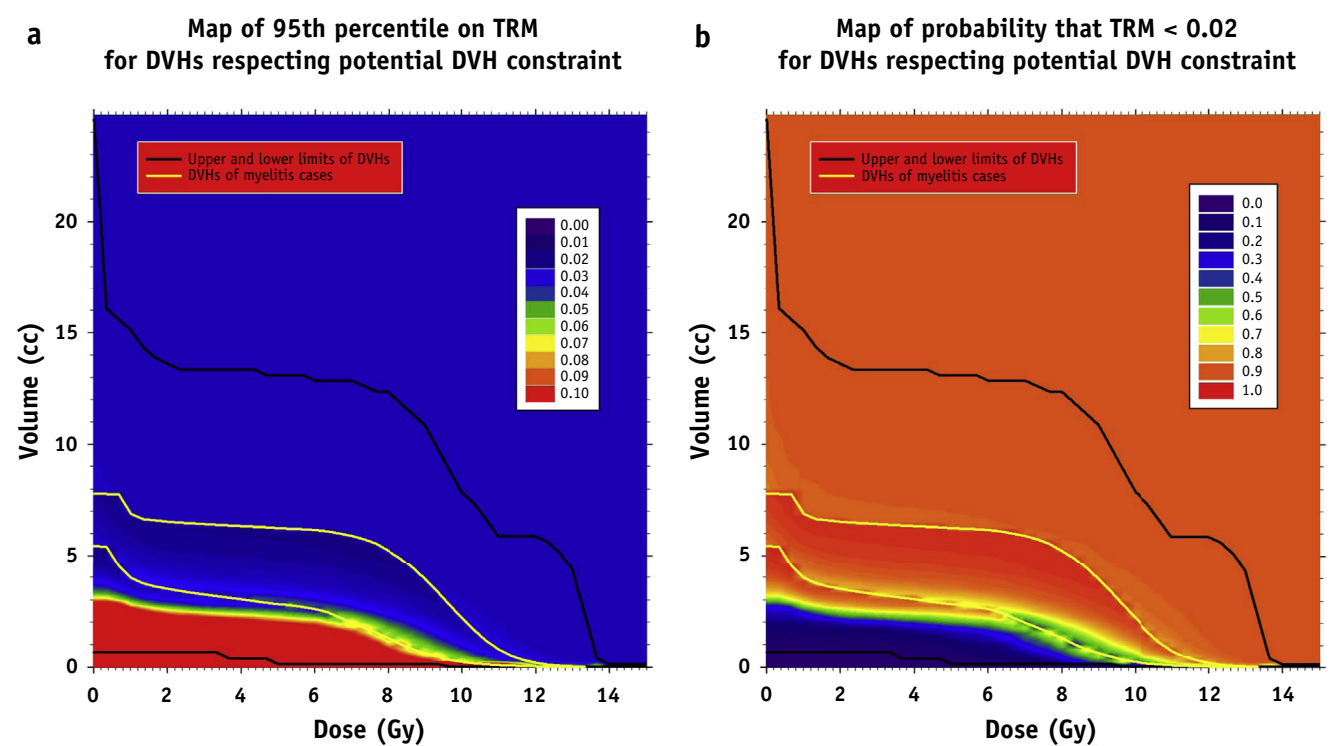 a
Map of 95th percentile on TRM
for DVHs respecting potential DVH constraint
Upper and lower limits of DVHs
DVHs of myelitis cases
0.00
0.01
0.02
0.03
0.04
0.05
0.06
0.07
0.08
0.09
0.10
Volume (cc)
20
15
10
5
0
0 2 4 6 8 10 12 14
Dose (Gy)
b
Map of probability that TRM < 0.02
for DVHs respecting potential DVH constraint
Upper and lower limits of DVHs
DVHs of myelitis cases
0.0
0.1
0.2
0.3
0.4
0.5
0.6
0.7
0.8
0.9
1.0
Volume (cc)
20
15
10
5
0
0 2 4 6 8 10 12 14
Dose (Gy)